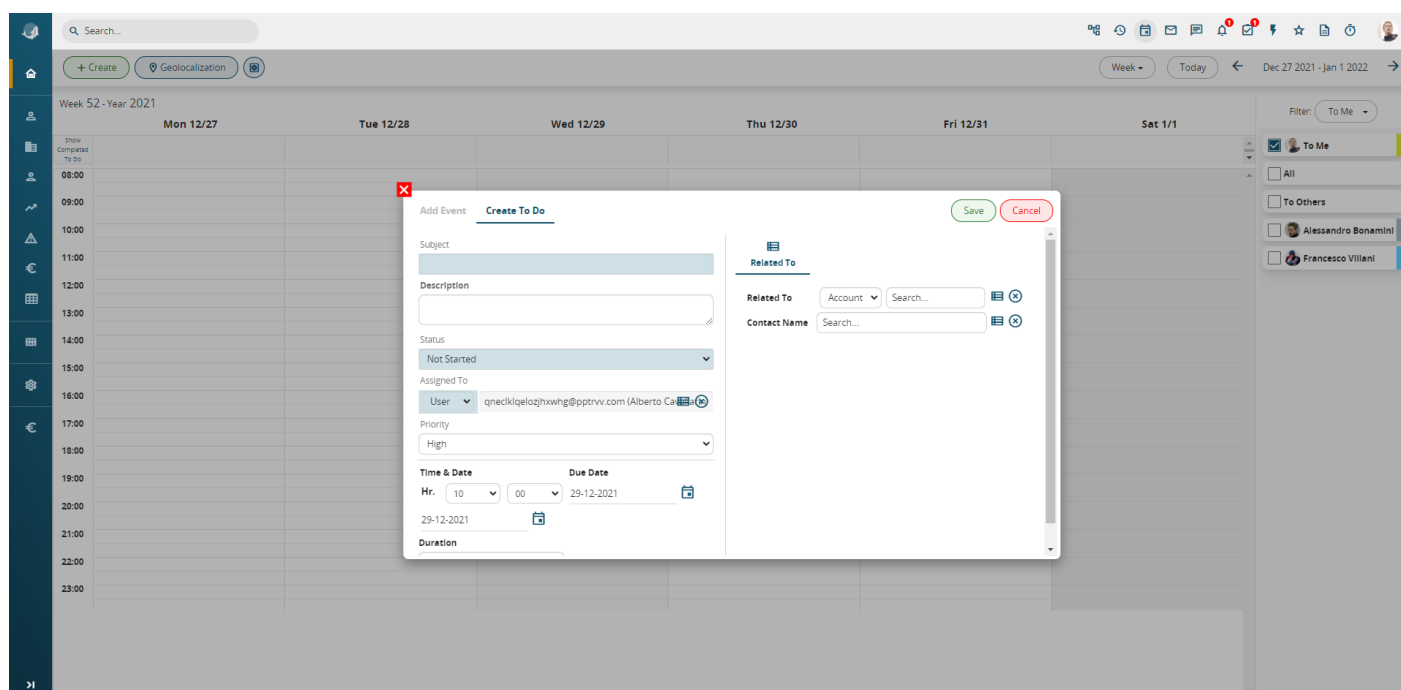 Search...
1
1
+ Create
Geolocalization
Week
Today
Dec 27 2021 - Jan 1 2022
Week 52 - Year 2021
Mon 12/27
Tue 12/28
Wed 12/29
Thu 12/30
Fri 12/31
Sat 1/1
Show
Completed
To Do
08:00
09:00
10:00
11:00
12:00
13:00
14:00
15:00
16:00
17:00
18:00
19:00
20:00
21:00
22:00
23:00
Filter: To Me
To Me
All
To Others
Alessandro Bonamini
Francesco Villani
Add Event
Create To Do
Save
Cancel
Subject
Description
Status
Not Started
Assigned To
User
qneclklqelozjhxwhg@pptrvv.com (Alberto
Priority
High
Time & Date
Due Date
Hr. 10 00 29-12-2021
29-12-2021
Duration
Related To
Related To Account Search...
Contact Name Search...